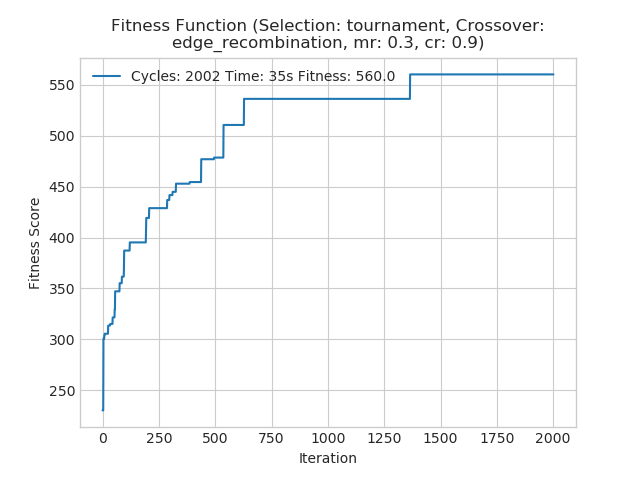 Fitness Function (Selection: tournament, Crossover:
edge_recombination, mr: 0.3, cr: 0.9)
Cycles: 2002 Time: 35s Fitness: 560.0
550
500
450
400
350
300
250
Fitness Score
0 250 500 750 1000 1250 1500 1750 2000
Iteration